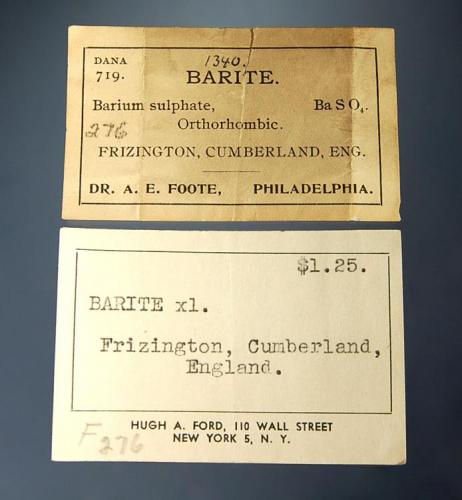 DANA 1340.
719. BARITE.
Barium sulphate, BaSO4.
276 Orthorhombic.
FRIZINGTON, CUMBERLAND, ENG.
DR. A. E. FOOTE, PHILADELPHIA.
$1.25.
BARITE xl.
Frizington, Cumberland,
England.
HUGH A. FORD, 110 WALL STREET
NEW YORK 5, N. Y.
F276